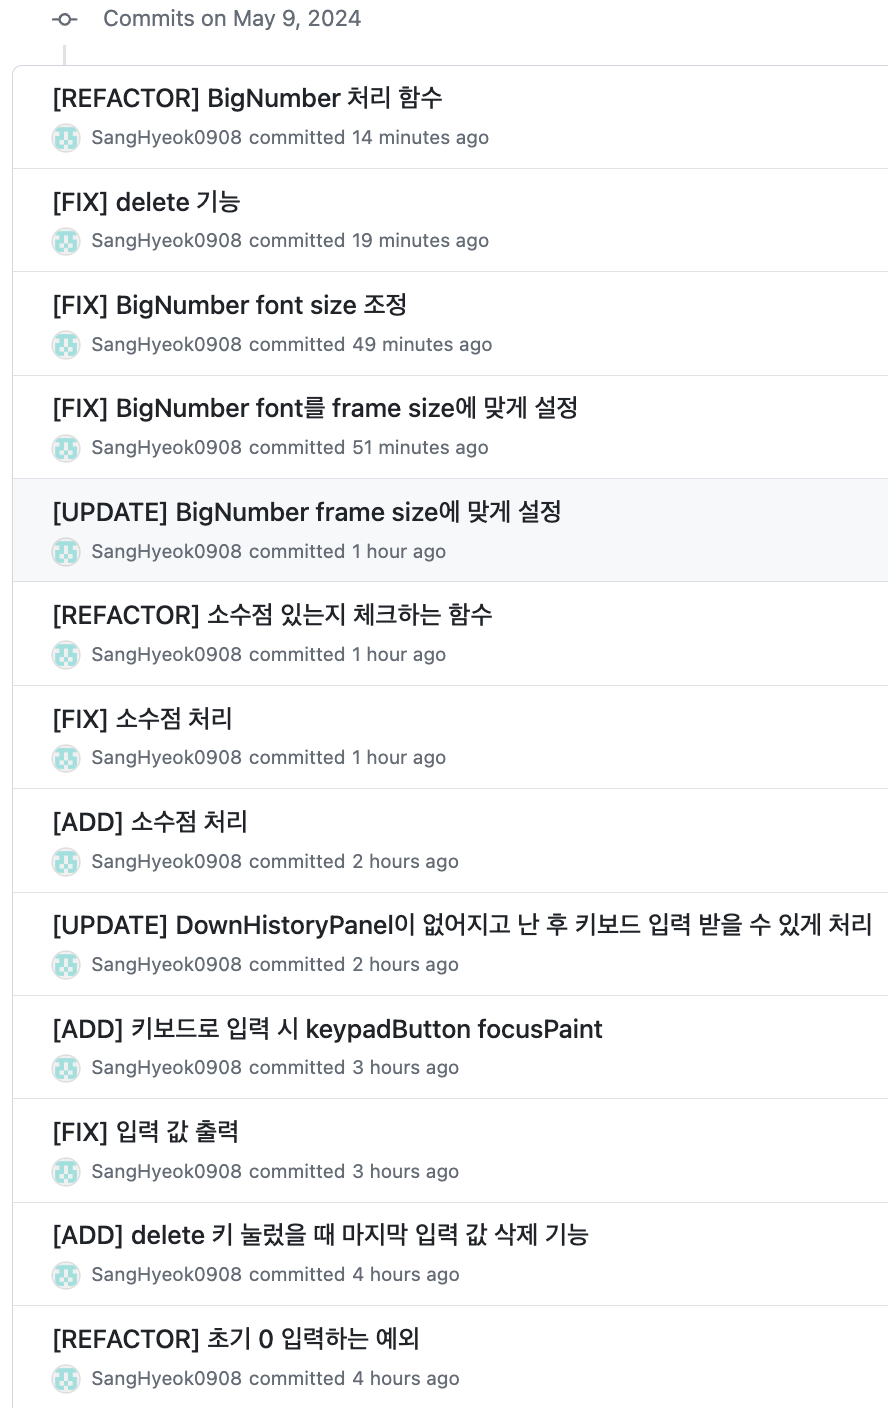 Commits on May 9, 2024
[REFACTOR] BigNumber 처리 함수
SangHyeok0908 committed 14 minutes ago
[FIX] delete 기능
SangHyeok0908 committed 19 minutes ago
[FIX] BigNumber font size 조정
SangHyeok0908 committed 49 minutes ago
[FIX] BigNumber font를 frame size에 맞게 설정
SangHyeok0908 committed 51 minutes ago
[UPDATE] BigNumber frame size에 맞게 설정
SangHyeok0908 committed 1 hour ago
[REFACTOR] 소수점 있는지 체크하는 함수
SangHyeok0908 committed 1 hour ago
[FIX] 소수점 처리
SangHyeok0908 committed 1 hour ago
[ADD] 소수점 처리
SangHyeok0908 committed 2 hours ago
[UPDATE] DownHistoryPanel이 없어지고 난 후 키보드 입력 받을 수 있게 처리
SangHyeok0908 committed 2 hours ago
[ADD] 키보드로 입력 시 keypadButton focusPaint
SangHyeok0908 committed 3 hours ago
[FIX] 입력 값 출력
SangHyeok0908 committed 3 hours ago
[ADD] delete 키 눌렀을 때 마지막 입력 값 삭제 기능
SangHyeok0908 committed 4 hours ago
[REFACTOR] 초기 0 입력하는 예외
SangHyeok0908 committed 4 hours ago